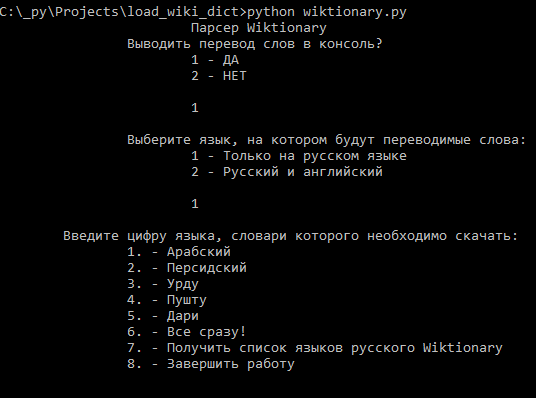 C:\_py\Projects\load_wiki_dict>python wiktionary.py
Парсер Wiktionary
Выводить перевод слов в консоль?
1 - ДА
2 - НЕТ
1
Выберите язык, на котором будут переводимые слова:
1 - Только на русском языке
2 - Русский и английский
1
Введите цифру языка, словари которого необходимо скачать:
1. - Арабский
2. - Персидский
3. - Урду
4. - Пушту
5. - Дари
6. - Все сразу!
7. - Получить список языков русского Wiktionary
8. - Завершить работу